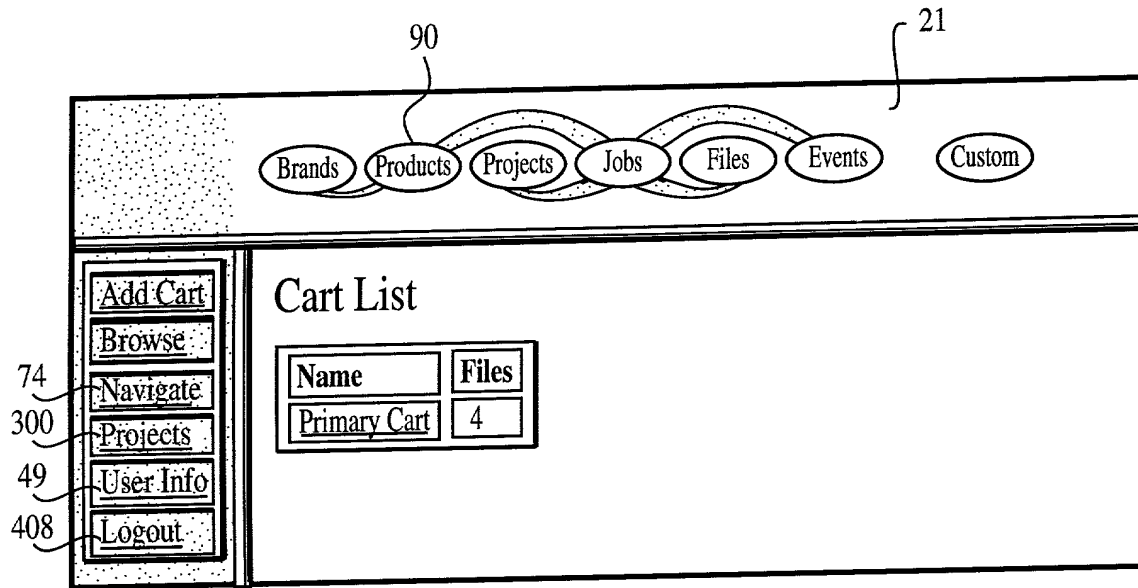 90
21
Brands Products Projects Jobs Files Events Custom
Add Cart
Browse
74 Navigate
300 Projects
49 User Info
408 Logout
Cart List
Name Files
Primary Cart 4